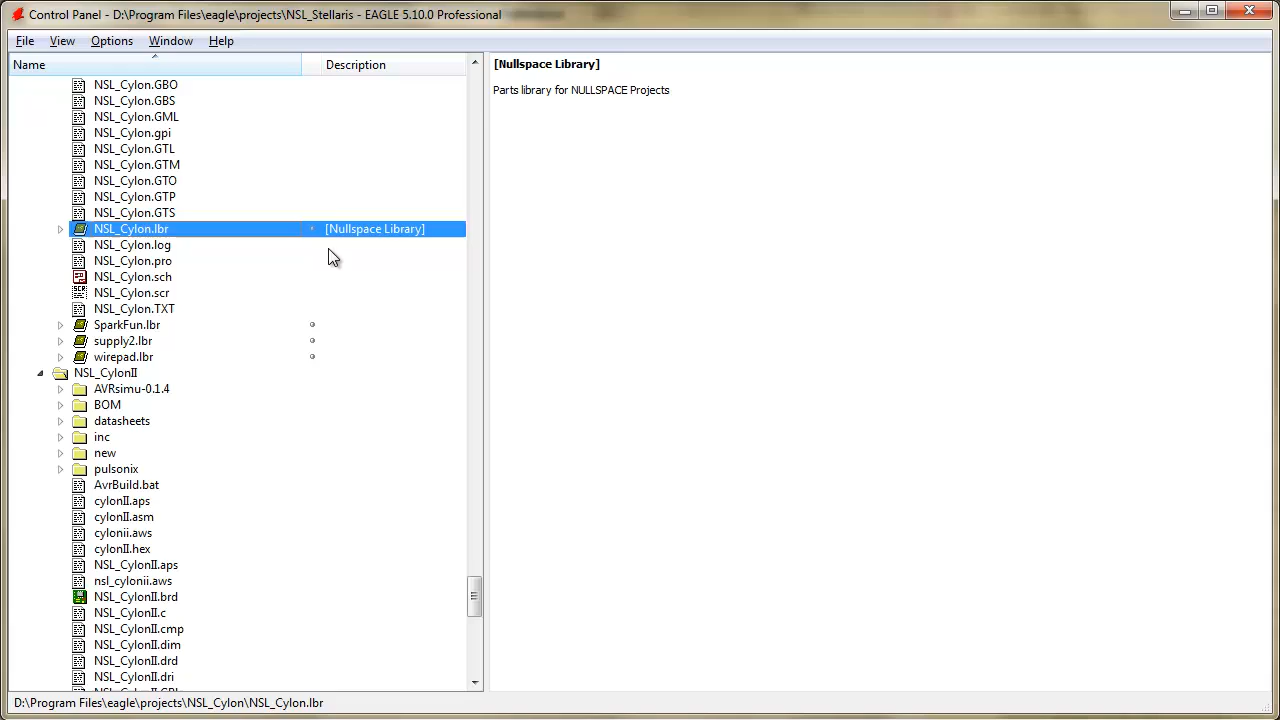 Control Panel - D:\Program Files\eagle\projects\NSL_Stellaris - EAGLE 5.10.0 Professional
File View Options Window Help
Name Description
NSL_Cylon.GBO
NSL_Cylon.GBS
NSL_Cylon.GML
NSL_Cylon.gpi
NSL_Cylon.GTL
NSL_Cylon.GTM
NSL_Cylon.GTO
NSL_Cylon.GTP
NSL_Cylon.GTS
NSL_Cylon.lbr [Nullspace Library]
NSL_Cylon.log
NSL_Cylon.pro
NSL_Cylon.sch
NSL_Cylon.scr
NSL_Cylon.TXT
SparkFun.lbr
supply2.lbr
wirepad.lbr
NSL_CylonII
AVRsimu-0.1.4
BOM
datasheets
inc
new
pulsonix
AvrBuild.bat
cylonII.aps
cylonII.asm
cylonii.aws
cylonII.hex
NSL_CylonII.aps
nsl_cylonii.aws
NSL_CylonII.brd
NSL_CylonII.c
NSL_CylonII.cmp
NSL_CylonII.dim
NSL_CylonII.drd
NSL_CylonII.dri
[Nullspace Library]
Parts library for NULLSPACE Projects
D:\Program Files\eagle\projects\NSL_Cylon\NSL_Cylon.lbr